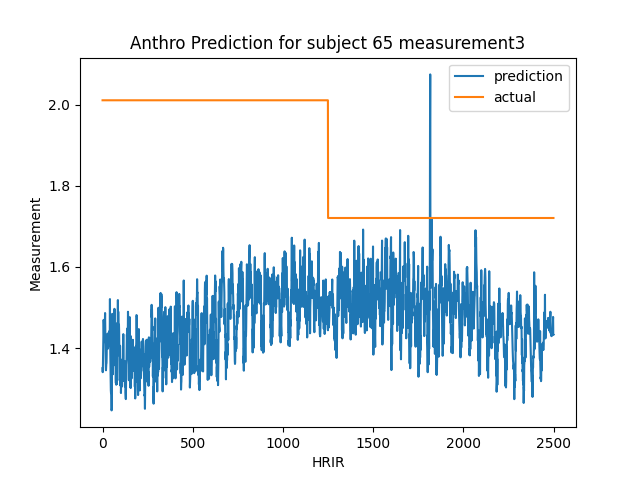 Anthro Prediction for subject 65 measurement3
prediction
actual
2.0
1.8
1.6
1.4
Measurement
0
500
1000
1500
2000
2500
HRIR